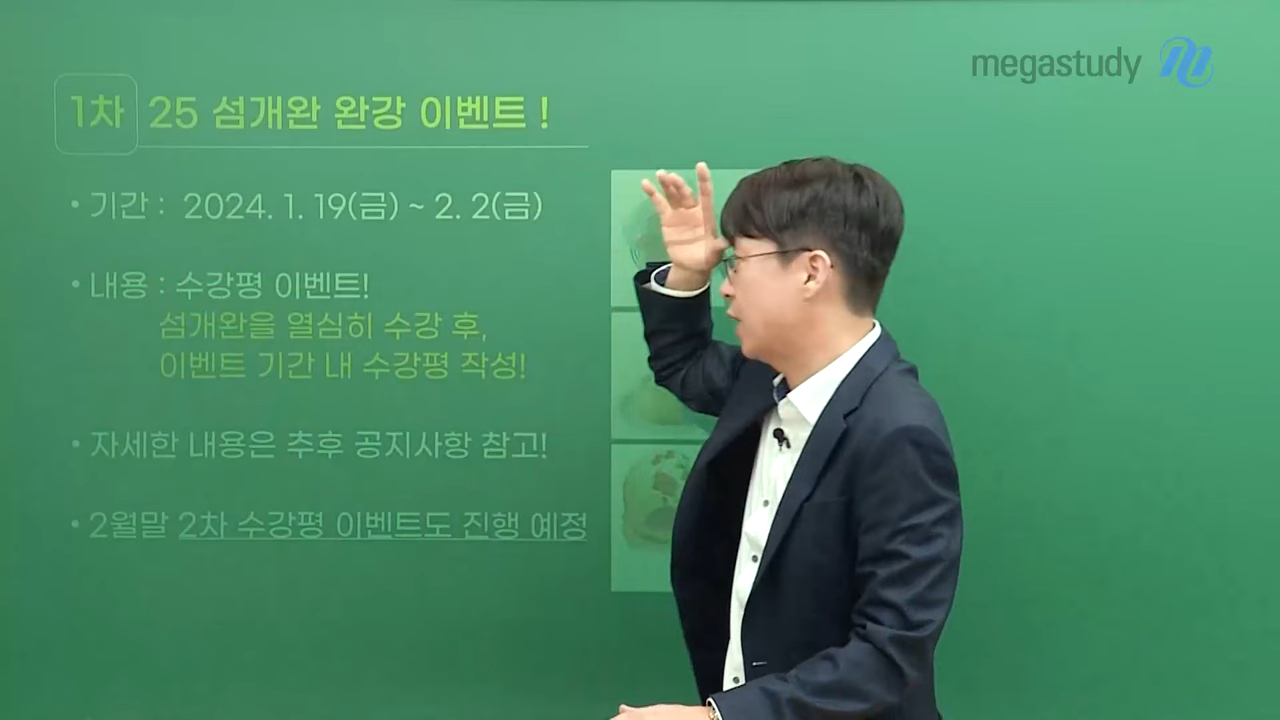 megastudy
1차 25 섬개완 완강 이벤트 !
• 기간 : 2024. 1. 19(금) ~ 2. 2(금)
• 내용 : 수강평 이벤트!
섬개완을 열심히 수강 후,
이벤트 기간 내 수강평 작성!
• 자세한 내용은 추후 공지사항 참고!
• 2월말 2차 수강평 이벤트도 진행 예정